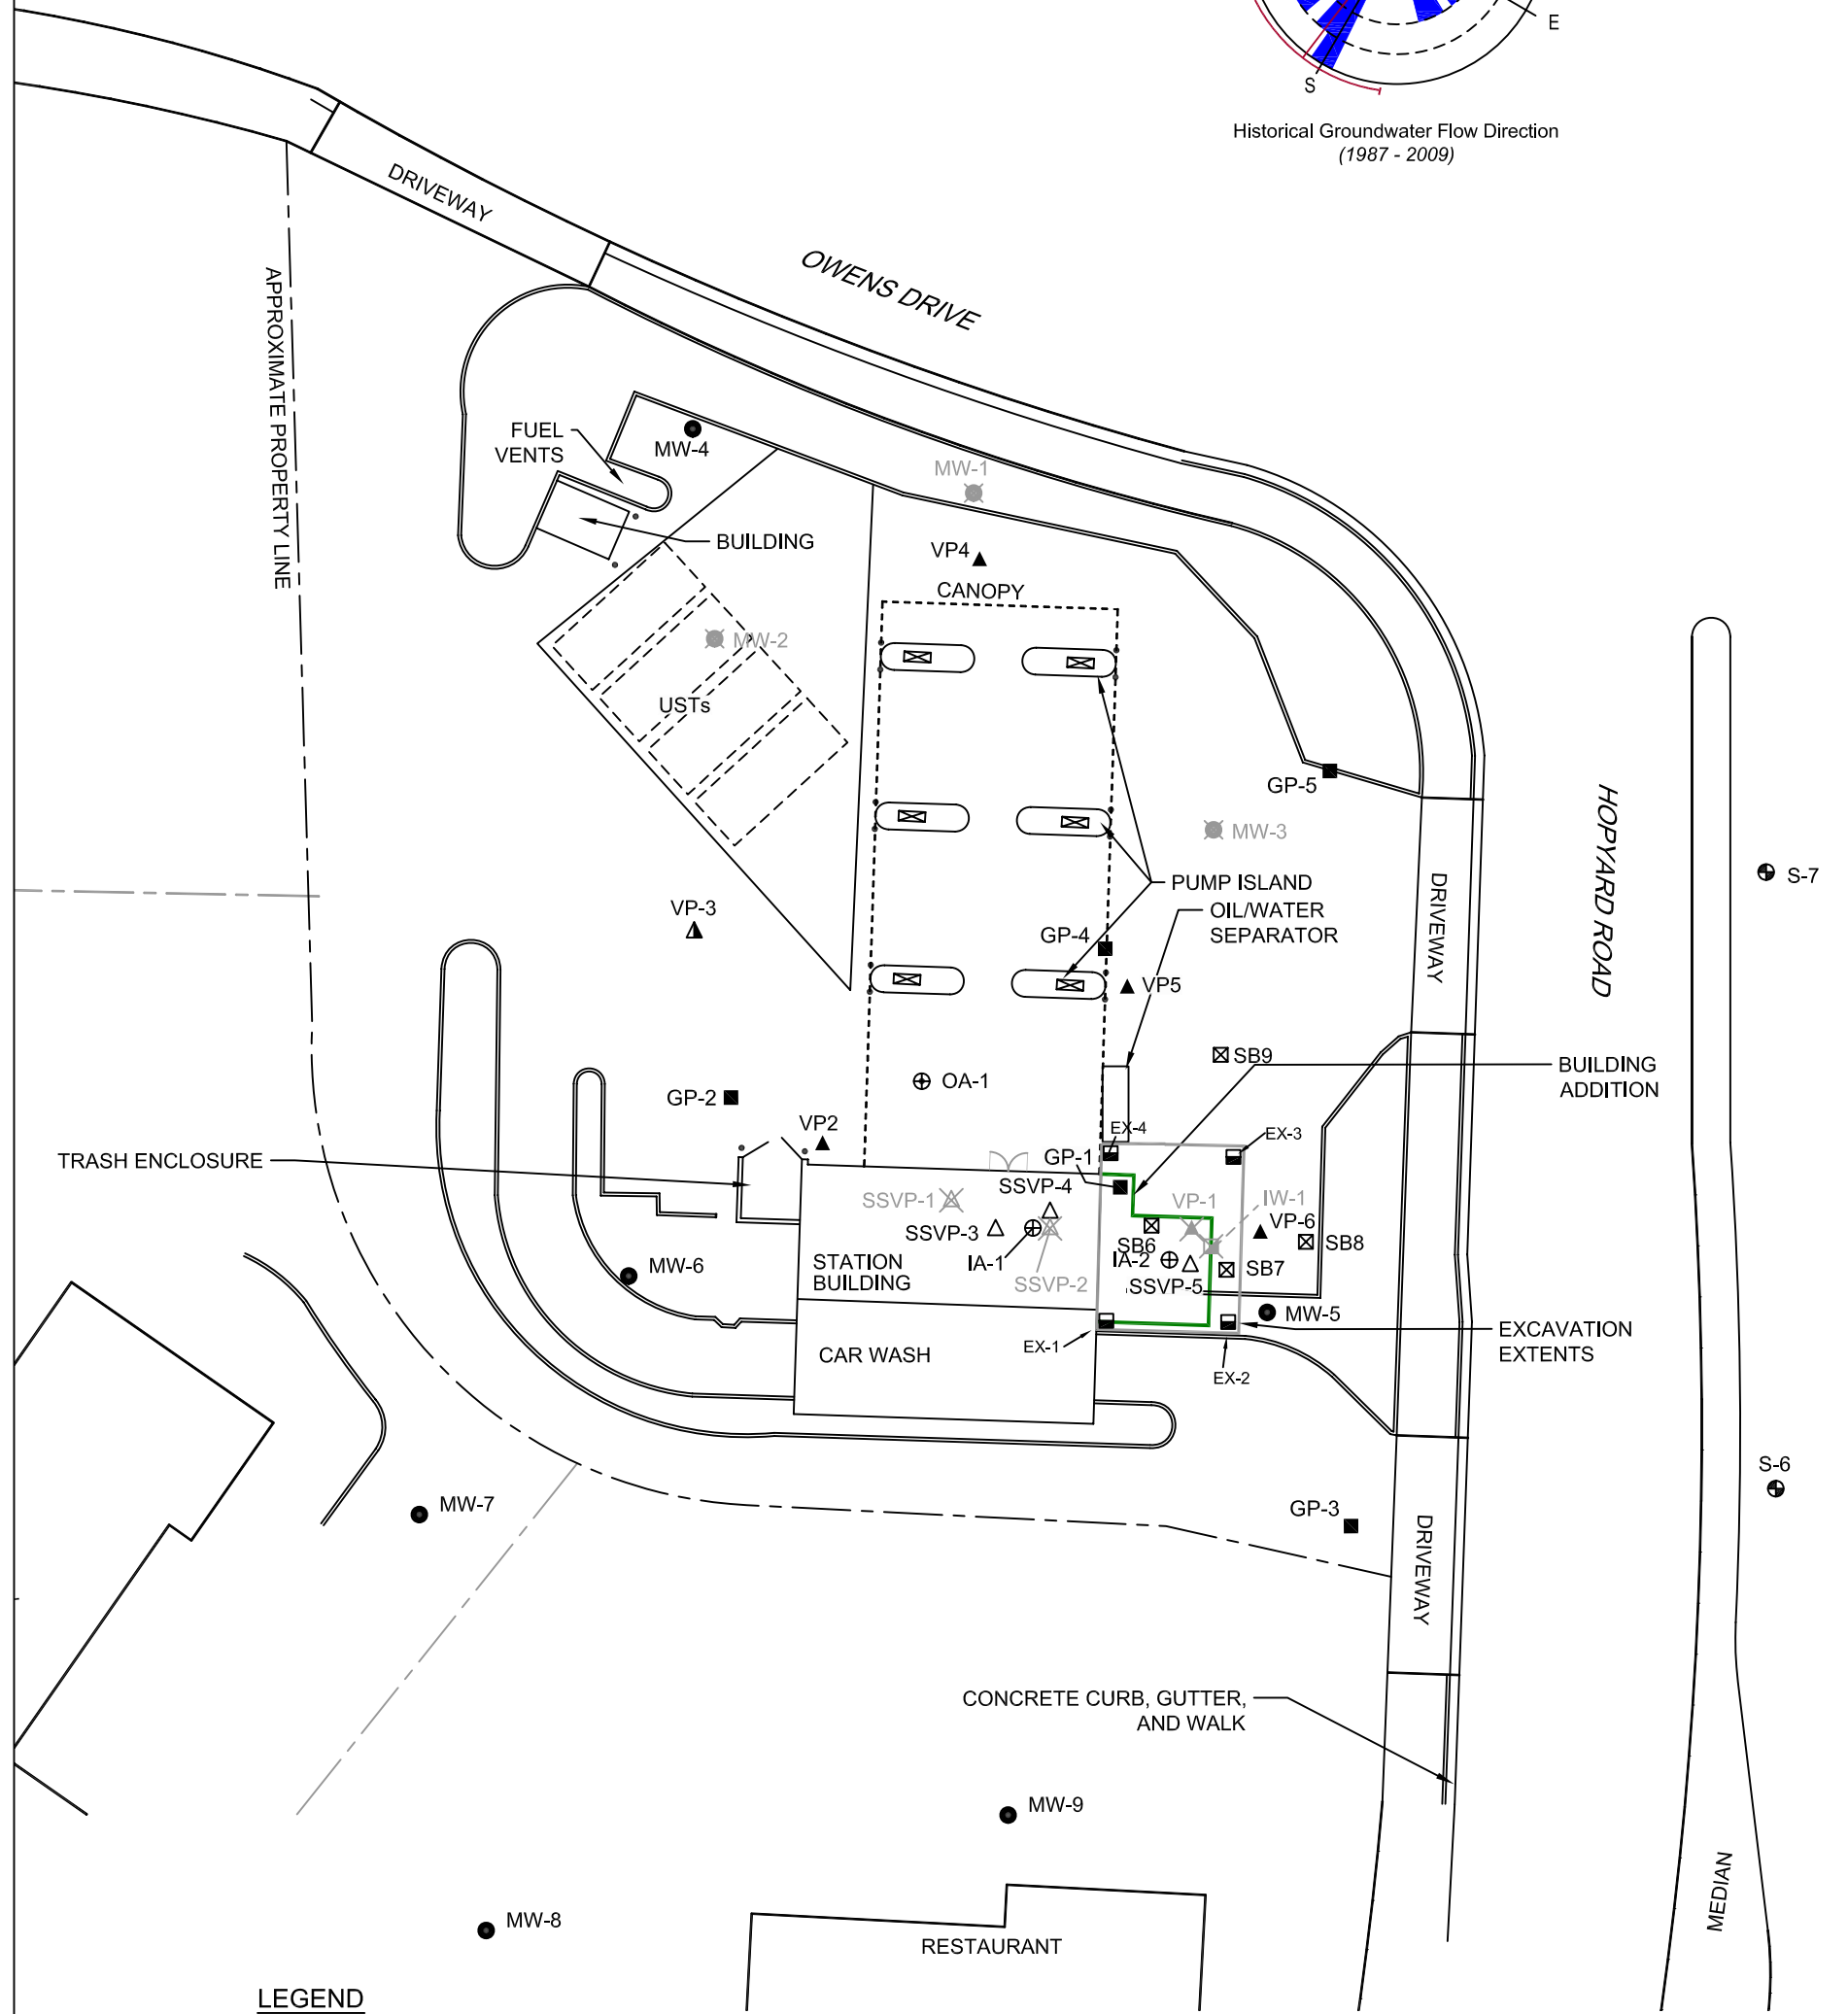 E
S
Historical Groundwater Flow Direction
(1987 - 2009)
DRIVEWAY
OWENS DRIVE
APPROXIMATE PROPERTY LINE
FUEL
VENTS
MW-4
MW-1
BUILDING
VP4
CANOPY
MW-2
USTs
GP-5
MW-3
HOPYARD ROAD
S-7
PUMP ISLAND
DRIVEWAY
OIL/WATER
SEPARATOR
VP-3
GP-4
VP5
SB9
BUILDING
ADDITION
OA-1
GP-2
VP2
EX-4
EX-3
TRASH ENCLOSURE
GP-1
SSVP-4
SSVP-1
VP-1
IW-1
SSVP-3
VP-6
SB6
SB8
IA-1
IA-2
STATION
BUILDING
MW-6
SB7
SSVP-2
SSVP-5
MW-5
EXCAVATION
EXTENTS
EX-1
CAR WASH
EX-2
S-6
MW-7
GP-3
DRIVEWAY
CONCRETE CURB, GUTTER,
AND WALK
MW-9
MEDIAN
MW-8
RESTAURANT
LEGEND